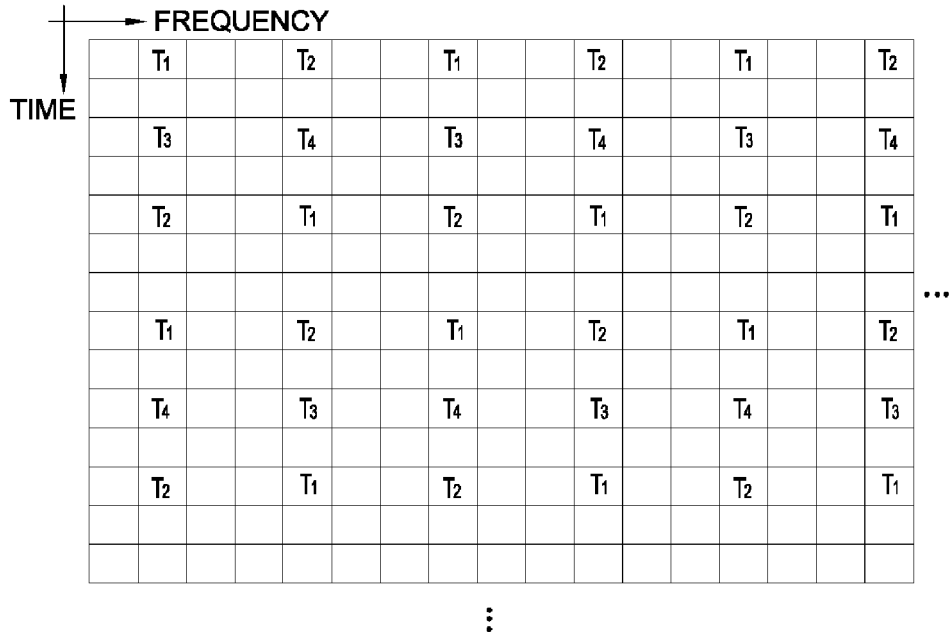 FREQUENCY
TIME
T1 T2 T1 T2 T1 T2
T3 T4 T3 T4 T3 T4
T2 T1 T2 T1 T2 T1
...
T1 T2 T1 T2 T1 T2
T4 T3 T4 T3 T4 T3
T2 T1 T2 T1 T2 T1
...